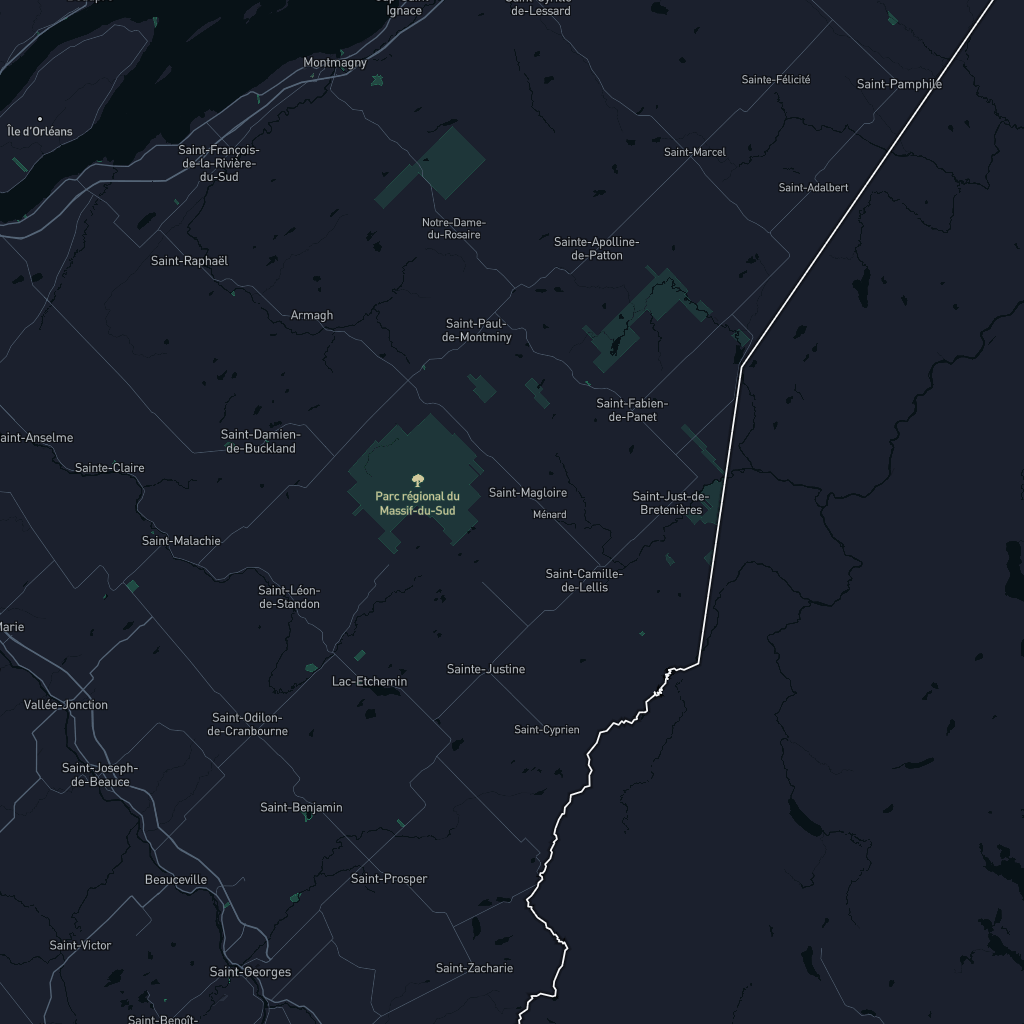 Ignace
de-Lessard
Montmagny
Sainte-Félicité
Saint-Pamphile
Île d'Orléans
Saint-François-
de-la-Rivière-
du-Sud
Saint-Marcel
Saint-Adalbert
Notre-Dame-
du-Rosaire
Sainte-Apolline-
de-Patton
Saint-Raphaël
Armagh
Saint-Paul-
de-Montminy
Saint-Fabien-
de-Panet
aint-Anselme
Saint-Damien-
de-Buckland
Sainte-Claire
Parc régional du
Massif-du-Sud
Saint-Magloire
Ménard
Saint-Just-de-
Bretenières
Saint-Malachie
Saint-Camille-
de-Lellis
Saint-Léon-
de-Standon
Marie
Sainte-Justine
Lac-Etchemin
Vallée-Jonction
Saint-Odilon-
de-Cranbourne
Saint-Cyprien
Saint-Joseph-
de-Beauce
Saint-Benjamin
Beauceville
Saint-Prosper
Saint-Victor
Saint-Georges
Saint-Zacharie
Saint-Benoît-